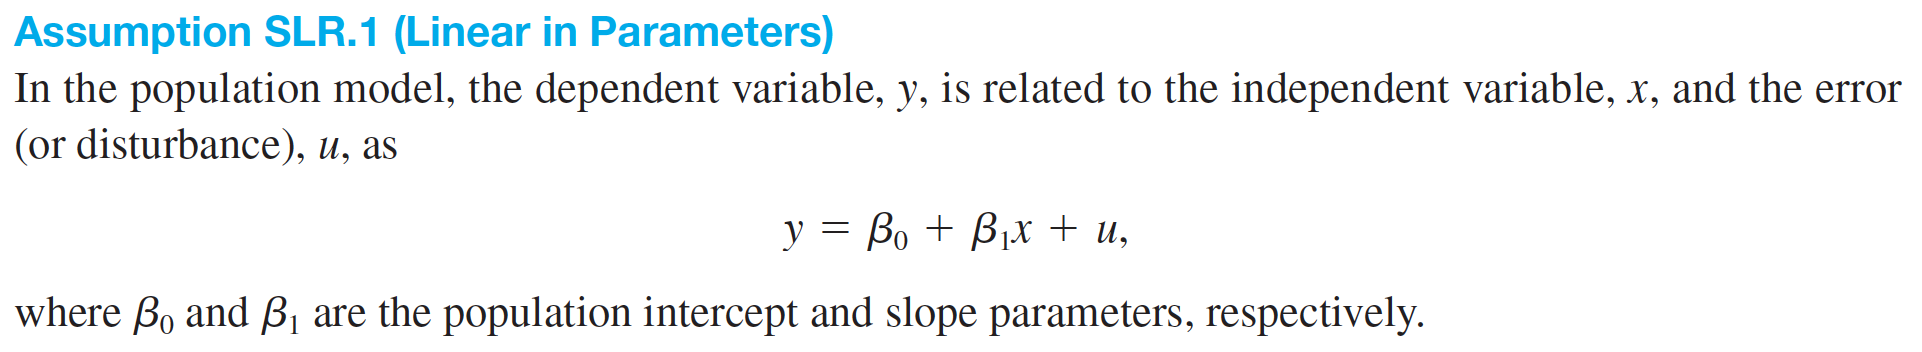 Assumption SLR.1 (Linear in Parameters)
In the population model, the dependent variable, y, is related to the independent variable, x, and the error
(or disturbance), u, as
y = β₀ + β₁x + u,
where β₀ and β₁ are the population intercept and slope parameters, respectively.